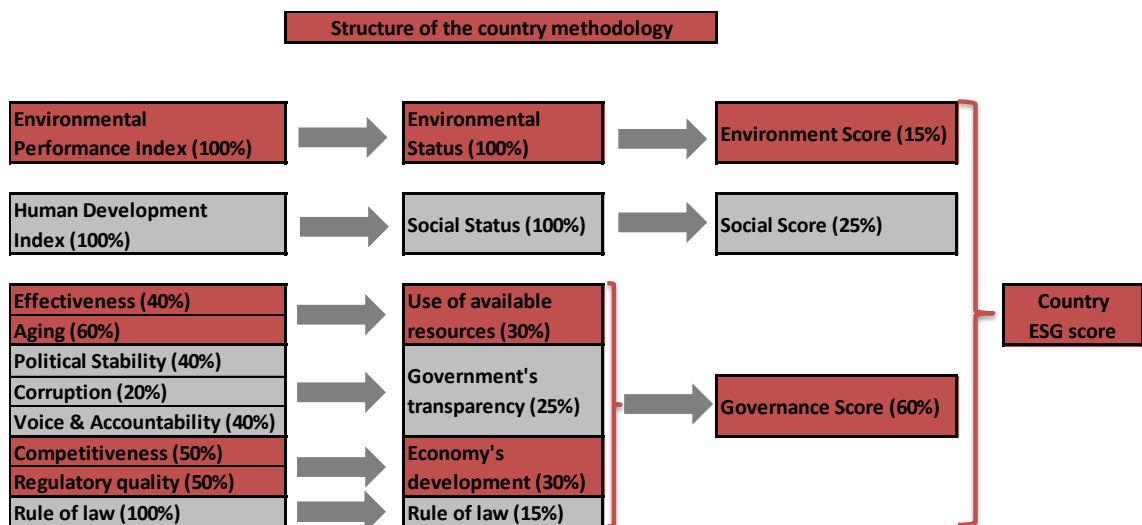 Structure of the country methodology
Environmental
Performance Index (100%)
Environmental
Status (100%)
Environment Score (15%)
Human Development
Index (100%)
Social Status (100%)
Social Score (25%)
Effectiveness (40%)
Aging (60%)
Use of available
resources (30%)
Political Stability (40%)
Corruption (20%)
Voice & Accountability (40%)
Government's
transparency (25%)
Competitiveness (50%)
Regulatory quality (50%)
Economy's
development (30%)
Rule of law (100%)
Rule of law (15%)
Governance Score (60%)
Country
ESG score